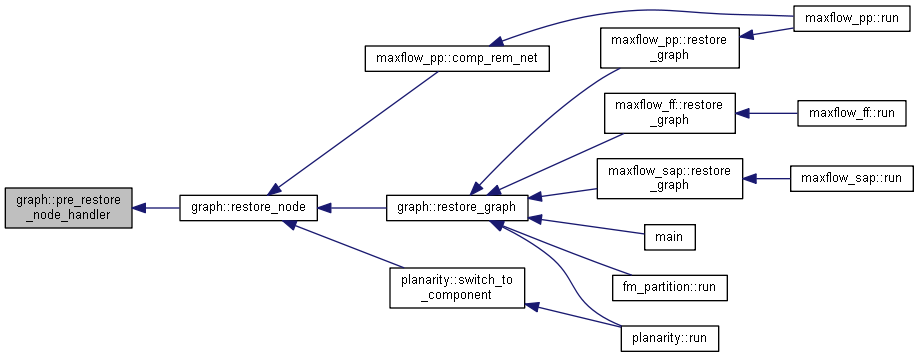 graph::pre_restore
_node_handler
graph::restore_node
maxflow_pp::comp_rem_net
graph::restore_graph
planarity::switch_to
_component
maxflow_pp::run
maxflow_pp::restore
_graph
maxflow_ff::restore
_graph
maxflow_ff::run
maxflow_sap::restore
_graph
maxflow_sap::run
main
fm_partition::run
planarity::run